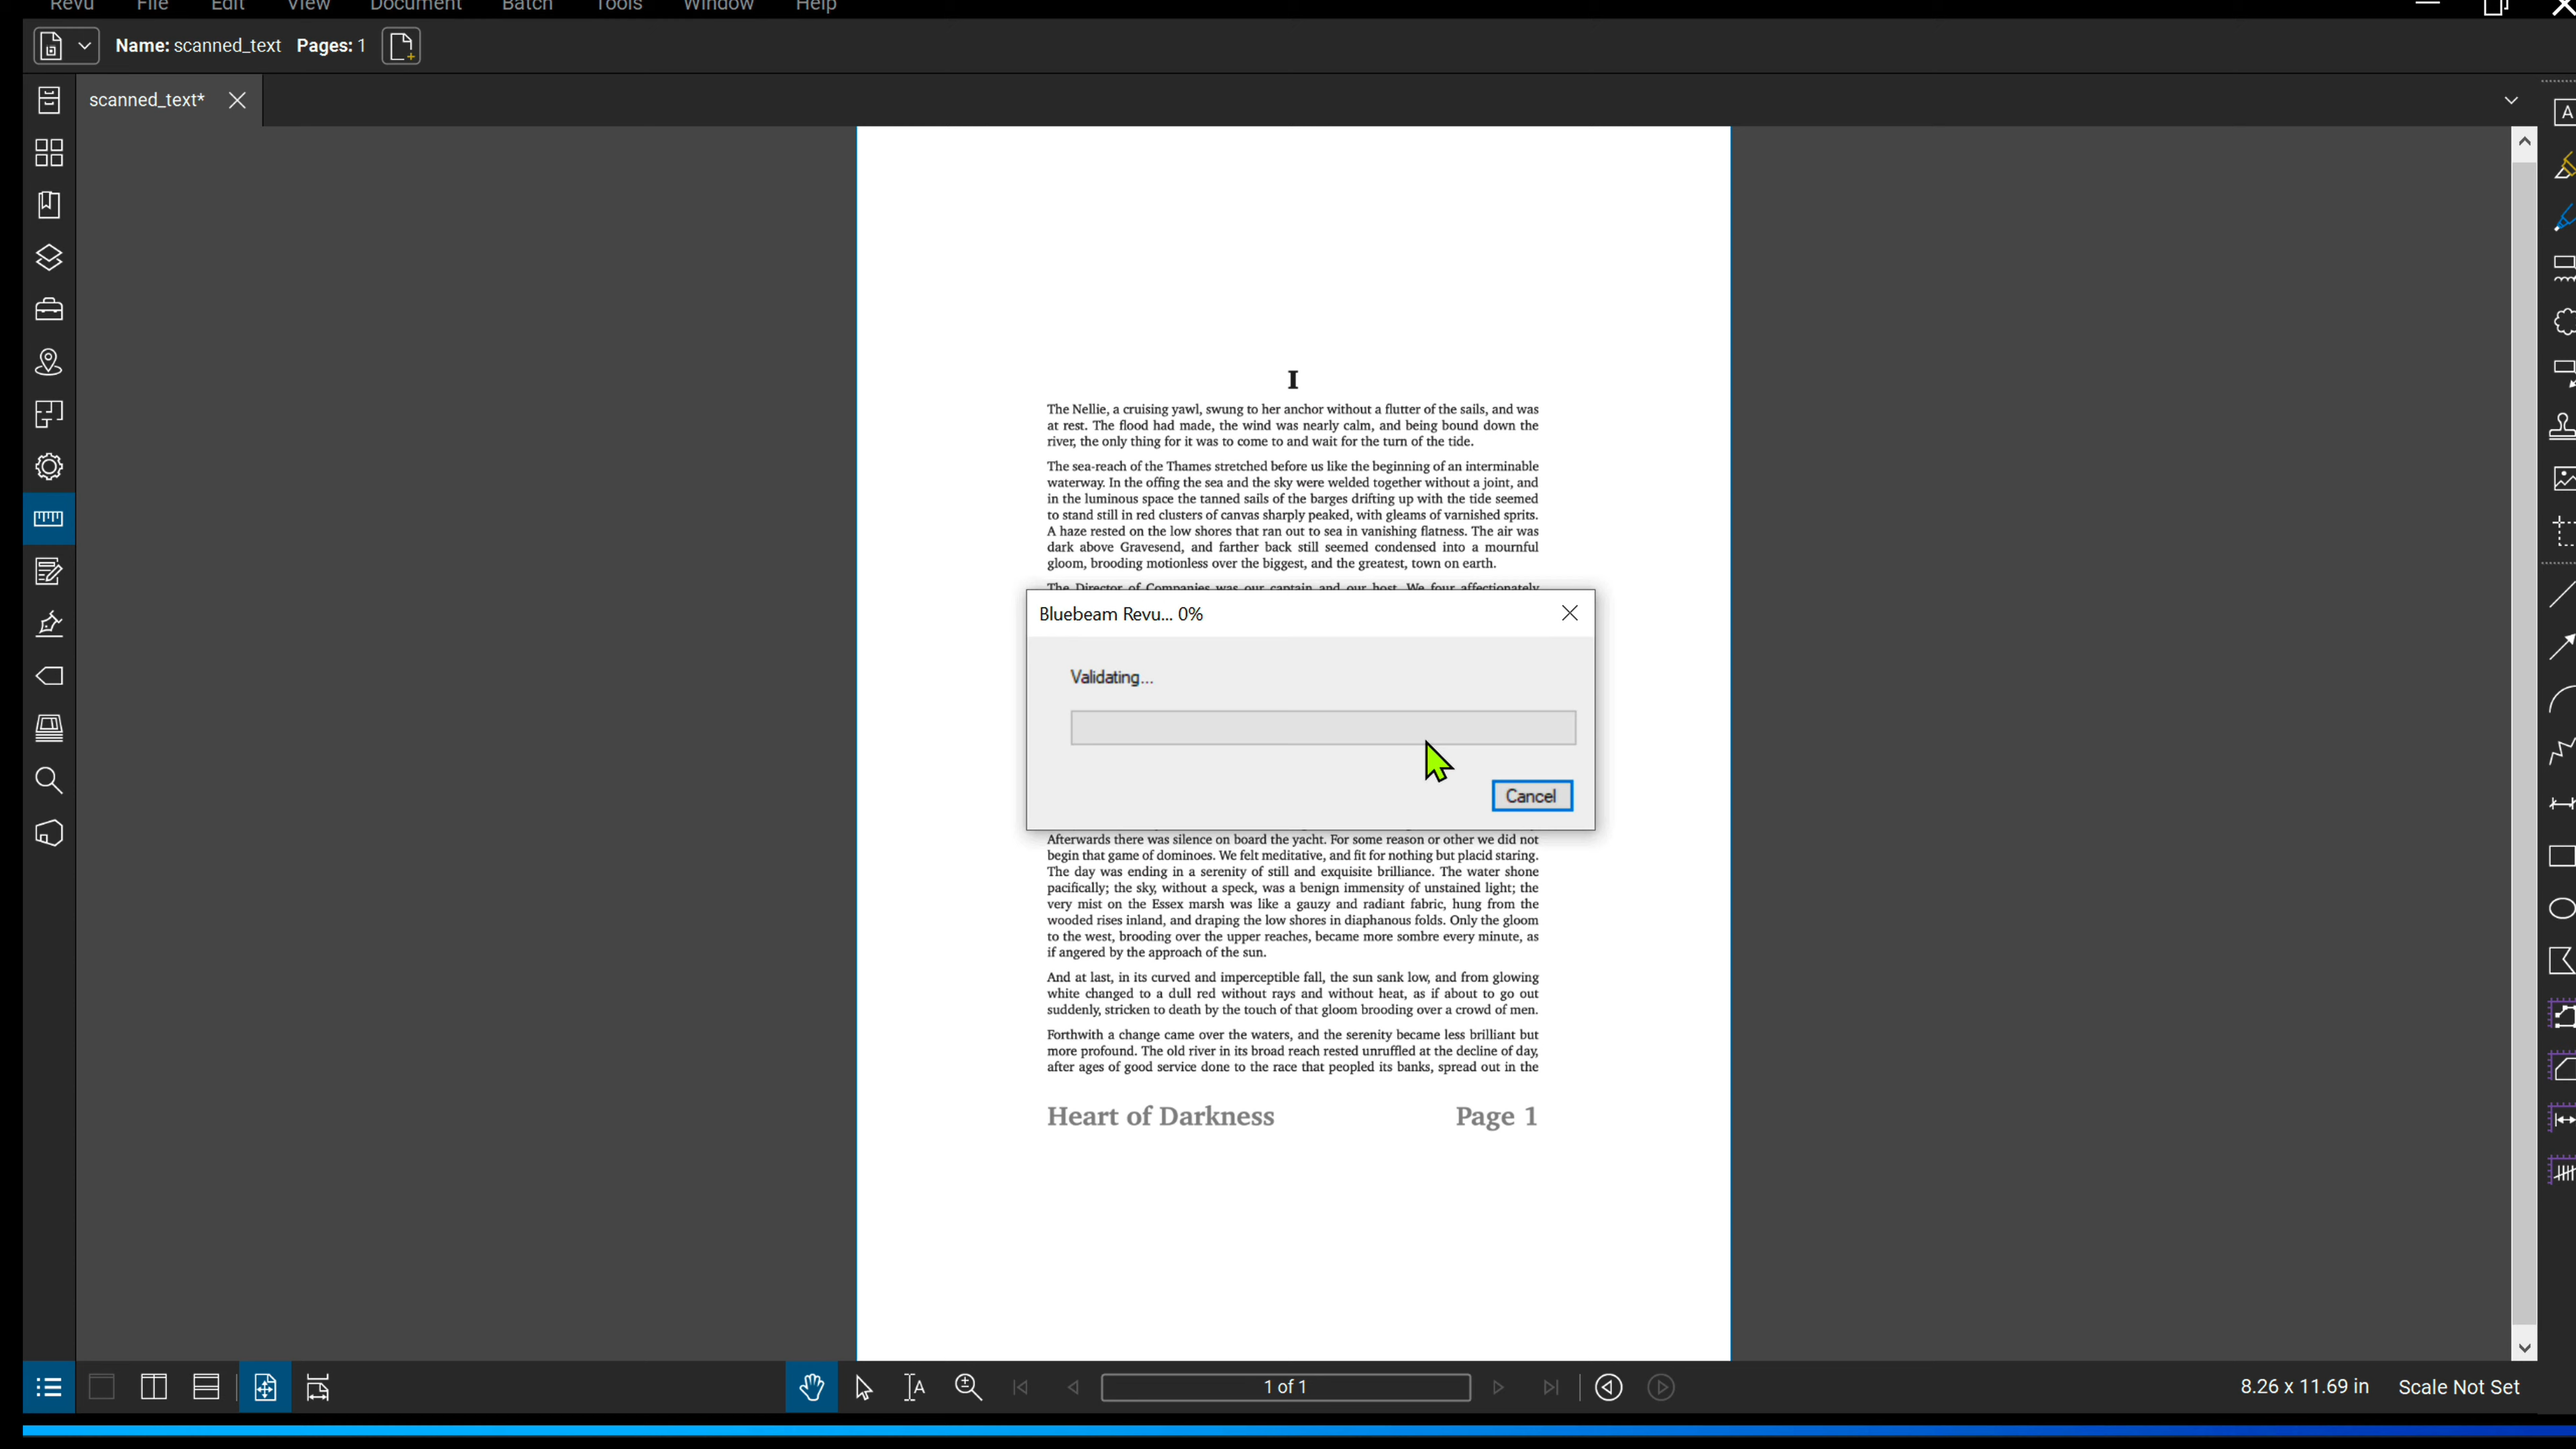 Revu File Edit View Document Batch Tools Window Help
Name: scanned_text Pages: 1
scanned_text*
I
The Nellie, a cruising yawl, swung to her anchor without a flutter of the sails, and was
at rest. The flood had made, the wind was nearly calm, and being bound down the
river, the only thing for it was to come to and wait for the turn of the tide.
The sea-reach of the Thames stretched before us like the beginning of an interminable
waterway. In the offing the sea and the sky were welded together without a joint, and
in the luminous space the tanned sails of the barges drifting up with the tide seemed
to stand still in red clusters of canvas sharply peaked, with gleams of varnished sprits.
A haze rested on the low shores that ran out to sea in vanishing flatness. The air was
dark above Gravesend, and farther back still seemed condensed into a mournful
gloom, brooding motionless over the biggest, and the greatest, town on earth.
The Director of Companies was our captain and our host. We four affectionately
Bluebeam Revu... 0%
Validating...
Cancel
Afterwards there was silence on board the yacht. For some reason or other we did not
begin that game of dominoes. We felt meditative, and fit for nothing but placid staring.
The day was ending in a serenity of still and exquisite brilliance. The water shone
pacifically; the sky, without a speck, was a benign immensity of unstained light; the
very mist on the Essex marsh was like a gauzy and radiant fabric, hung from the
wooded rises inland, and draping the low shores in diaphanous folds. Only the gloom
to the west, brooding over the upper reaches, became more sombre every minute, as
if angered by the approach of the sun.
And at last, in its curved and imperceptible fall, the sun sank low, and from glowing
white changed to a dull red without rays and without heat, as if about to go out
suddenly, stricken to death by the touch of that gloom brooding over a crowd of men.
Forthwith a change came over the waters, and the serenity became less brilliant but
more profound. The old river in its broad reach rested unruffled at the decline of day,
after ages of good service done to the race that peopled its banks, spread out in the
Heart of Darkness Page 1
1 of 1
8.26 x 11.69 in Scale Not Set